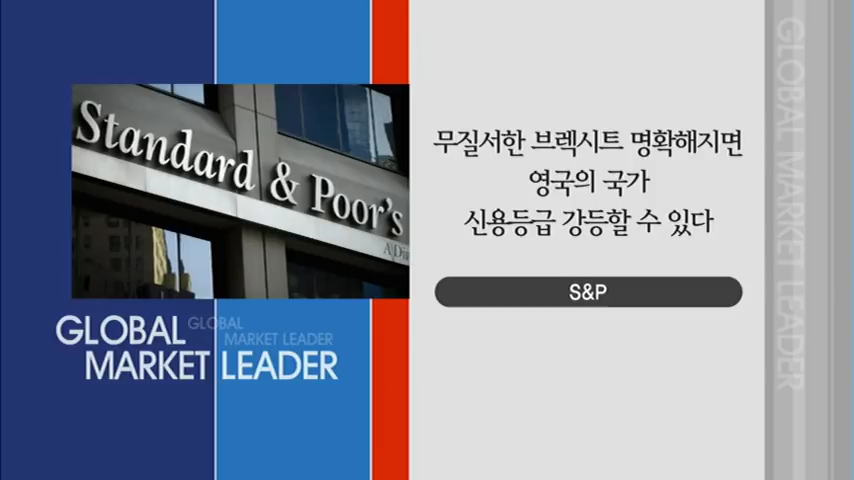 Standard & Poor's
무질서한 브렉시트 명확해지면
영국의 국가
신용등급 강등할 수 있다
S&P
GLOBAL
MARKET LEADER
GLOBAL
MARKET LEADER
GLOBAL MARKET LEADER